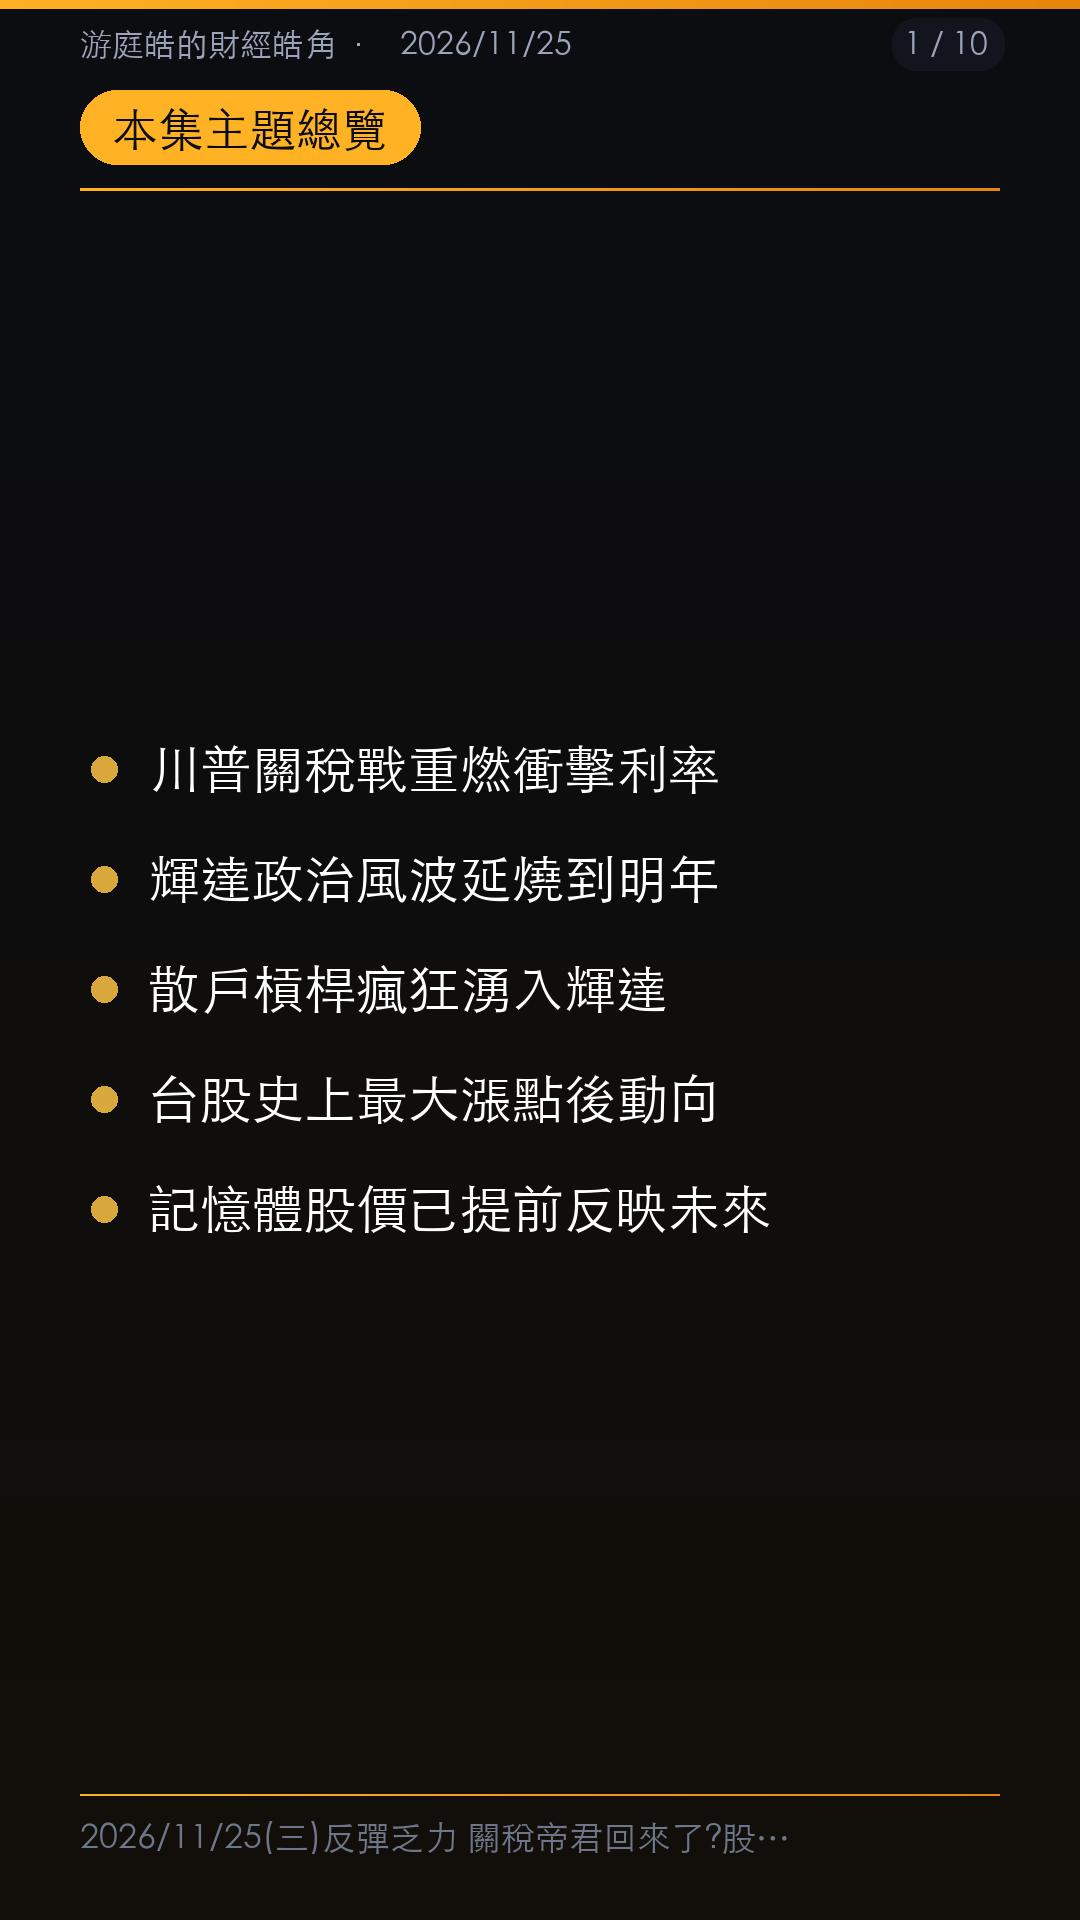 游庭皓的財經皓角 · 2026/11/25
1 / 10
本集主題總覽
川普關稅戰重燃衝擊利率
輝達政治風波延燒到明年
散戶槓桿瘋狂湧入輝達
台股史上最大漲點後動向
記憶體股價已提前反映未來
2026/11/25(三)反彈乏力 關稅帝君回來了?股…